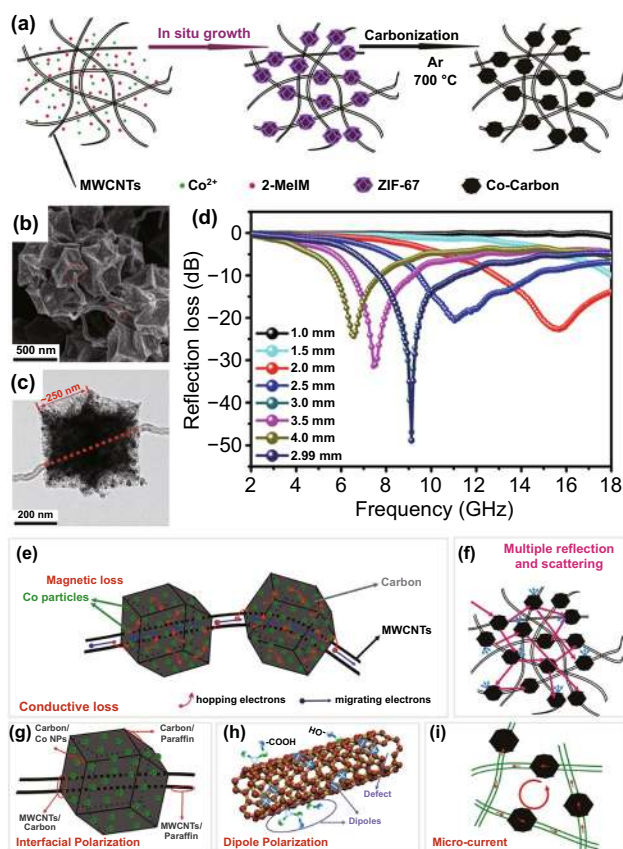 (a)
In situ growth
Carbonization
Ar
700 °C
MWCNTs
Co²⁺
2-MeIM
ZIF-67
Co-Carbon
(b)
500 nm
(c)
~250 nm
200 nm
(d)
Reflection loss (dB)
0
−10
−20
−30
−40
−50
1.0 mm
1.5 mm
2.0 mm
2.5 mm
3.0 mm
3.5 mm
4.0 mm
2.99 mm
2 4 6 8 10 12 14 16 18
Frequency (GHz)
(e)
Magnetic loss
Co particles
Carbon
MWCNTs
Conductive loss
hopping electrons
migrating electrons
(f)
Multiple reflection
and scattering
(g)
Carbon/
Co NPs
Carbon/
Paraffin
MWCNTs/
Carbon
MWCNTs/
Paraffin
Interfacial Polarization
(h)
-COOH
HO-
Defect
Dipoles
Dipole Polarization
(i)
Micro-current